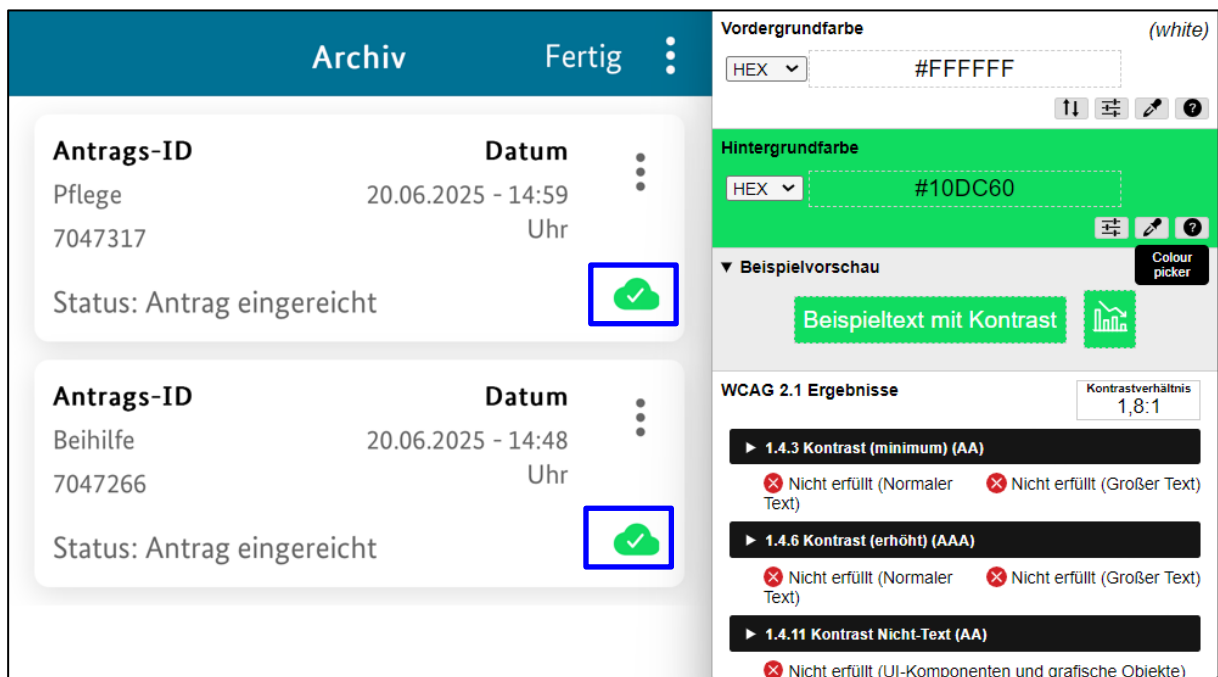 Archiv Fertig
Antrags-ID Datum
Pflege 20.06.2025 - 14:59
7047317 Uhr
Status: Antrag eingereicht
Antrags-ID Datum
Beihilfe 20.06.2025 - 14:48
7047266 Uhr
Status: Antrag eingereicht
Vordergrundfarbe (white)
HEX #FFFFFF
Hintergrundfarbe
HEX #10DC60
Colour
picker
▼ Beispielvorschau
Beispieltext mit Kontrast
WCAG 2.1 Ergebnisse
Kontrastverhältnis
1,8:1
▶ 1.4.3 Kontrast (minimum) (AA)
Nicht erfüllt (Normaler Nicht erfüllt (Großer Text)
Text)
▶ 1.4.6 Kontrast (erhöht) (AAA)
Nicht erfüllt (Normaler Nicht erfüllt (Großer Text)
Text)
▶ 1.4.11 Kontrast Nicht-Text (AA)
Nicht erfüllt (UI-Komponenten und grafische Objekte)